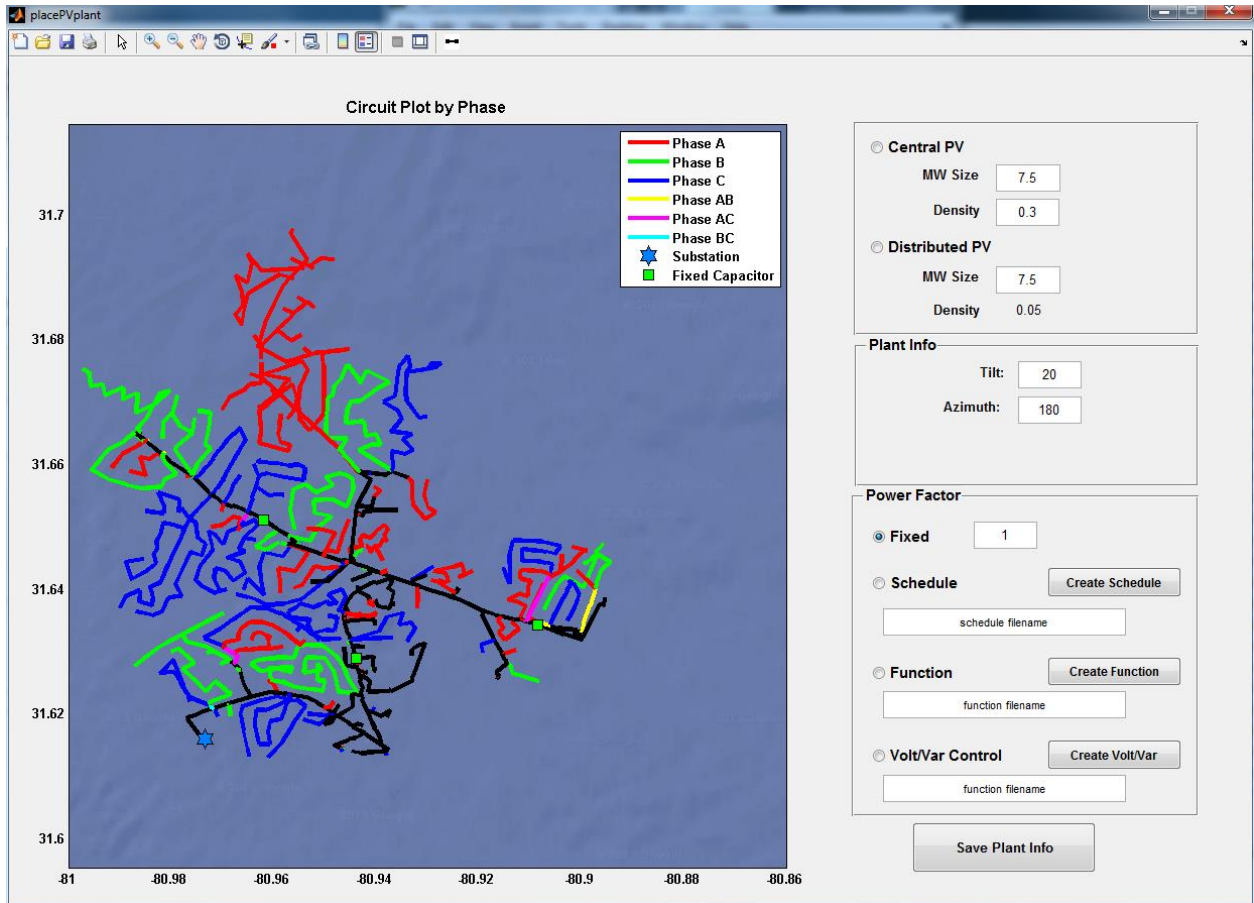 placePVplant
Circuit Plot by Phase
31.7
31.68
31.66
31.64
31.62
31.6
-81
-80.98
-80.96
-80.94
-80.92
-80.9
-80.88
-80.86
Phase A
Phase B
Phase C
Phase AB
Phase AC
Phase BC
Substation
Fixed Capacitor
Central PV
MW Size 7.5
Density 0.3
Distributed PV
MW Size 7.5
Density 0.05
Plant Info
Tilt: 20
Azimuth: 180
Power Factor
Fixed 1
Schedule Create Schedule
schedule filename
Function Create Function
function filename
Volt/Var Control Create Volt/Var
function filename
Save Plant Info